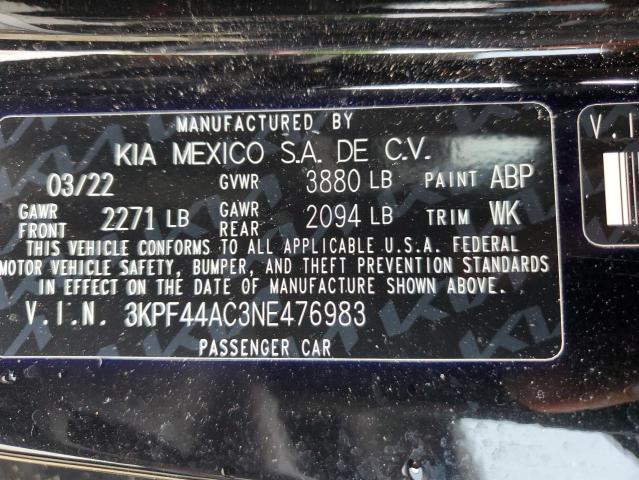 MANUFACTURED BY
KIA MEXICO S.A. DE C.V.
03/22 GVWR 3880 LB PAINT ABP
GAWR FRONT 2271 LB GAWR REAR 2094 LB TRIM WK
THIS VEHICLE CONFORMS TO ALL APPLICABLE U.S.A. FEDERAL
MOTOR VEHICLE SAFETY, BUMPER, AND THEFT PREVENTION STANDARDS
IN EFFECT ON THE DATE OF MANUFACTURE SHOWN ABOVE.
V.I.N. 3KPF44AC3NE476983
PASSENGER CAR
V.I.